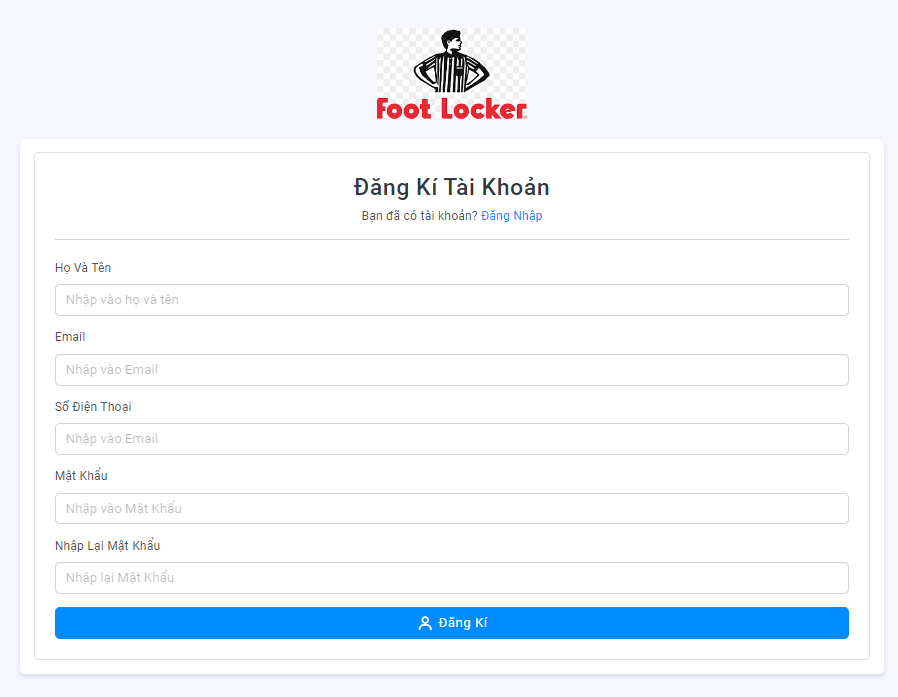 Foot Locker
Đăng Kí Tài Khoản
Bạn đã có tài khoản? Đăng Nhập
Họ Và Tên
Nhập vào họ và tên
Email
Nhập vào Email
Số Điện Thoại
Nhập vào Email
Mật Khẩu
Nhập vào Mật Khẩu
Nhập Lại Mật Khẩu
Nhập lại Mật Khẩu
Đăng Kí